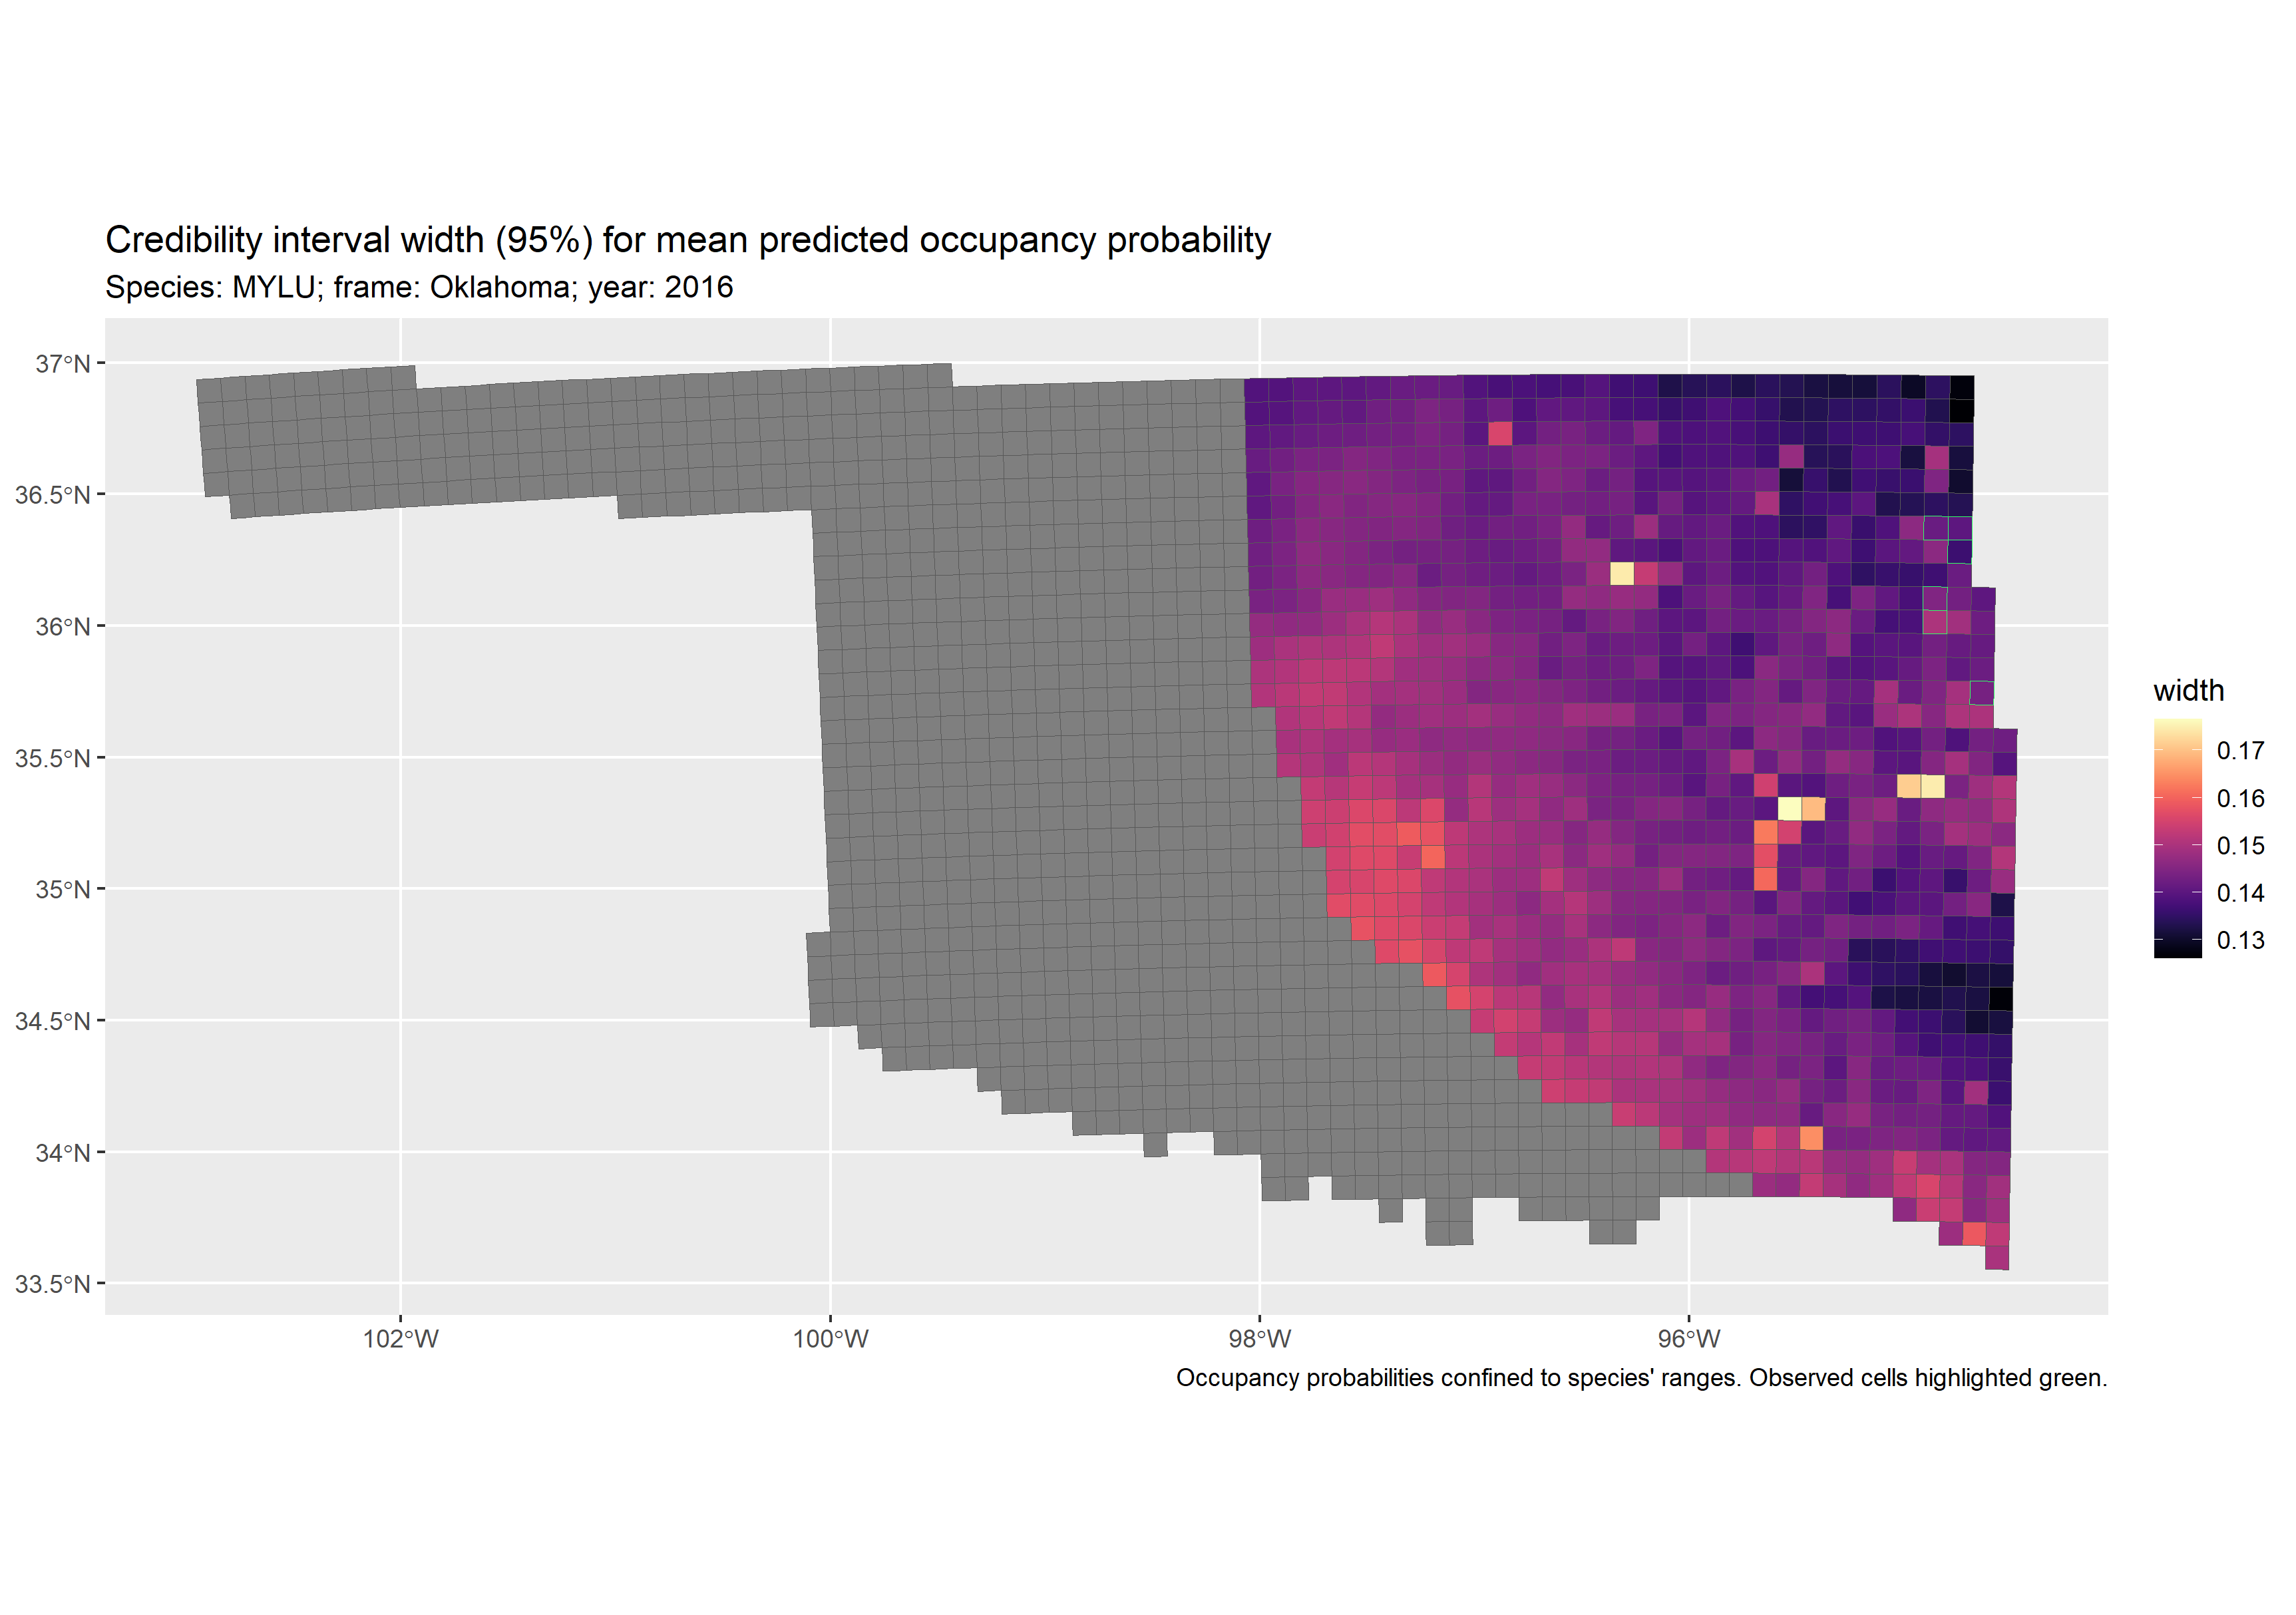 Credibility interval width (95%) for mean predicted occupancy probability
Species: MYLU; frame: Oklahoma; year: 2016
37°N
36.5°N
36°N
35.5°N
35°N
34.5°N
34°N
33.5°N
102°W
100°W
98°W
96°W
width
0.17
0.16
0.15
0.14
0.13
Occupancy probabilities confined to species' ranges. Observed cells highlighted green.